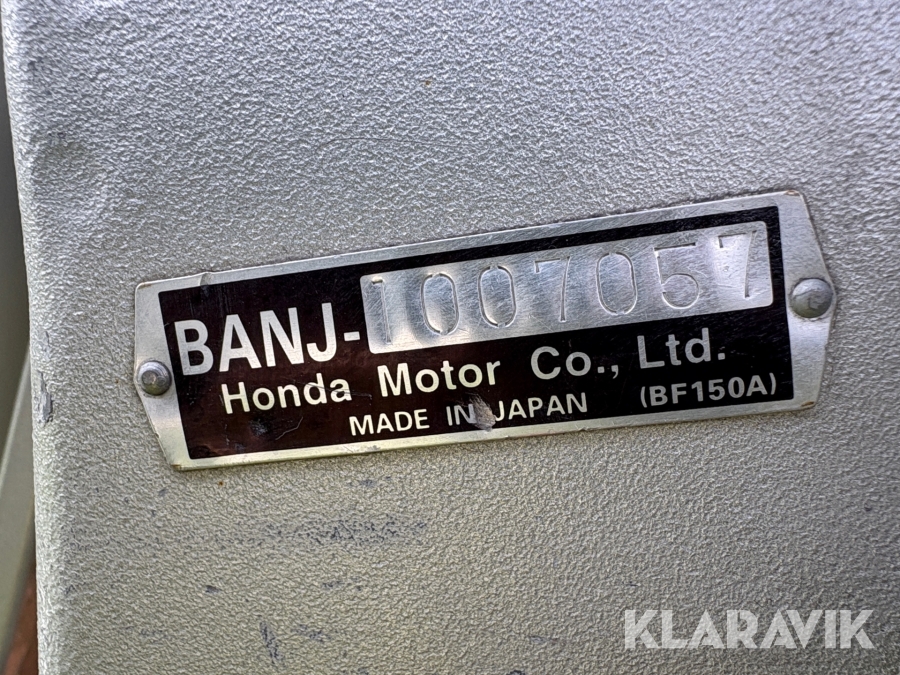 BANJ-1007057
Honda Motor Co., Ltd.
MADE IN JAPAN (BF150A)
KLARAVIK